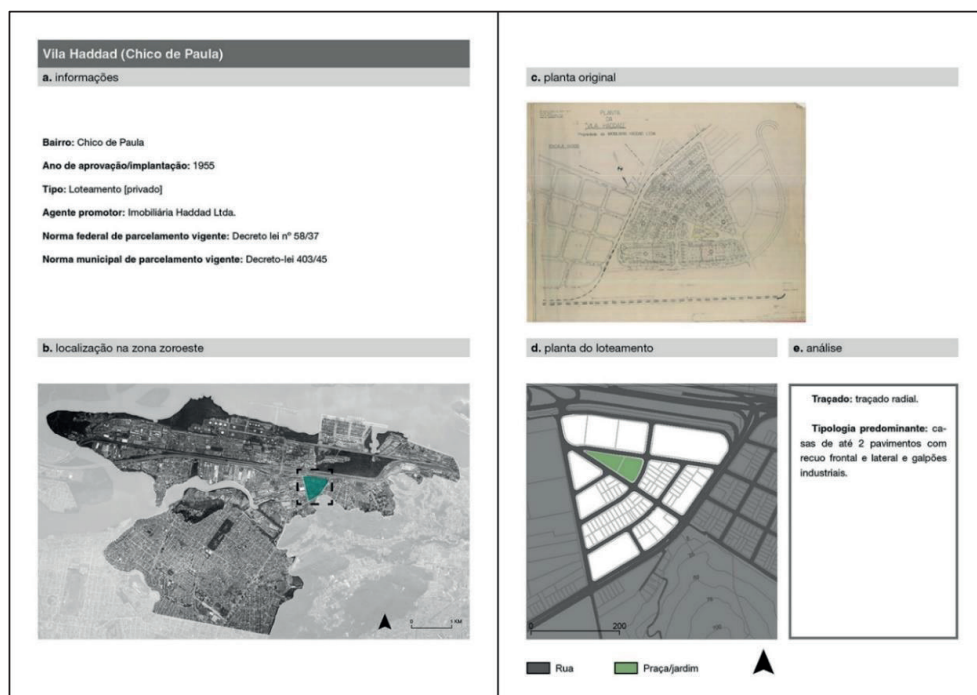 Vila Haddad (Chico de Paula)
a. informações
Bairro: Chico de Paula
Ano de aprovação/implantação: 1955
Tipo: Loteamento [privado]
Agente promotor: Imobiliária Haddad Ltda.
Norma federal de parcelamento vigente: Decreto lei nº 58/37
Norma municipal de parcelamento vigente: Decreto-lei 403/45
b. localização na zona zoroeste
0 1 KM
c. planta original
PLANTA
DA
"VILA HADDAD"
d. planta do loteamento
0 200
Rua
Praça/jardim
e. análise
Traçado: traçado radial.
Tipologia predominante: ca-
sas de até 2 pavimentos com
recuo frontal e lateral e galpões
industriais.